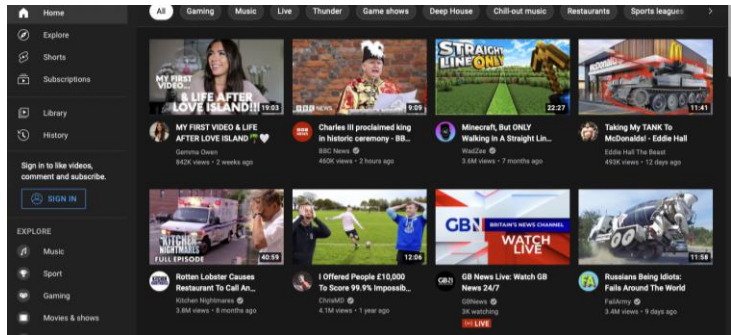 Home
All
Gaming
Music
Live
Thunder
Game shows
Deep House
Chill-out music
Restaurants
Sports leagues
Explore
Shorts
Subscriptions
Library
History
Sign in to like videos,
comment and subscribe.
SIGN IN
EXPLORE
Music
Sport
Gaming
Movies & shows
MY FIRST
VIDEO...
& LIFE AFTER
LOVE ISLAND!!!
19:03
MY FIRST VIDEO & LIFE
AFTER LOVE ISLAND
Gemma Owen
842K views • 2 weeks ago
BBC NEWS
9:09
Charles III proclaimed king
in historic ceremony - BB...
BBC News
460K views • 2 hours ago
STRAIGHT
LINE ONLY
22:27
Minecraft, But ONLY
Walking In A Straight Lin...
WadZee
3.6M views • 7 months ago
McDonald's
11:41
Taking My TANK To
McDonalds! - Eddie Hall
Eddie Hall The Beast
493K views • 12 days ago
KITCHEN
NIGHTMARES
FULL EPISODE
40:59
Rotten Lobster Causes
Restaurant To Call An...
Kitchen Nightmares
3.8M views • 8 months ago
12:06
I Offered People £10,000
To Score 99.9% Impossib...
ChrisMD
4.1M views • 1 year ago
GBN
BRITAIN'S NEWS CHANNEL
WATCH
LIVE
GB News Live: Watch GB
News 24/7
GBNews
3K watching
LIVE
11:58
Russians Being Idiots:
Fails Around The World
FailArmy
3.4M views • 9 days ago